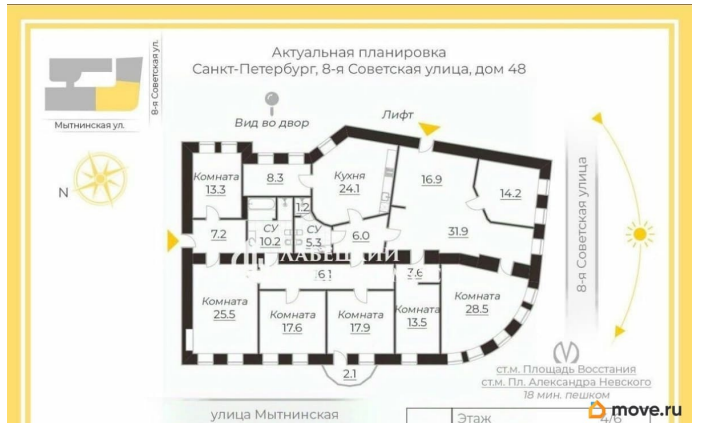 Актуальная планировка
Санкт-Петербург, 8-я Советская улица, дом 48
8-я Советская ул.
Мытнинская ул.
Вид во двор
Лифт
N
Комната
13.3
8.3
Кухня
24.1
16.9
14.2
1.2
7.2
СУ
10.2
СУ
5.3
6.0
31.9
ЛАВЕЦКИЙ
16.1
3.6
Комната
25.5
Комната
17.6
Комната
17.9
Комната
13.5
Комната
28.5
2.1
8-я Советская улица
ст.м. Площадь Восстания
ст.м. Пл. Александра Невского
18 мин. пешком
улица Мытнинская
Этаж
4/6
move.ru